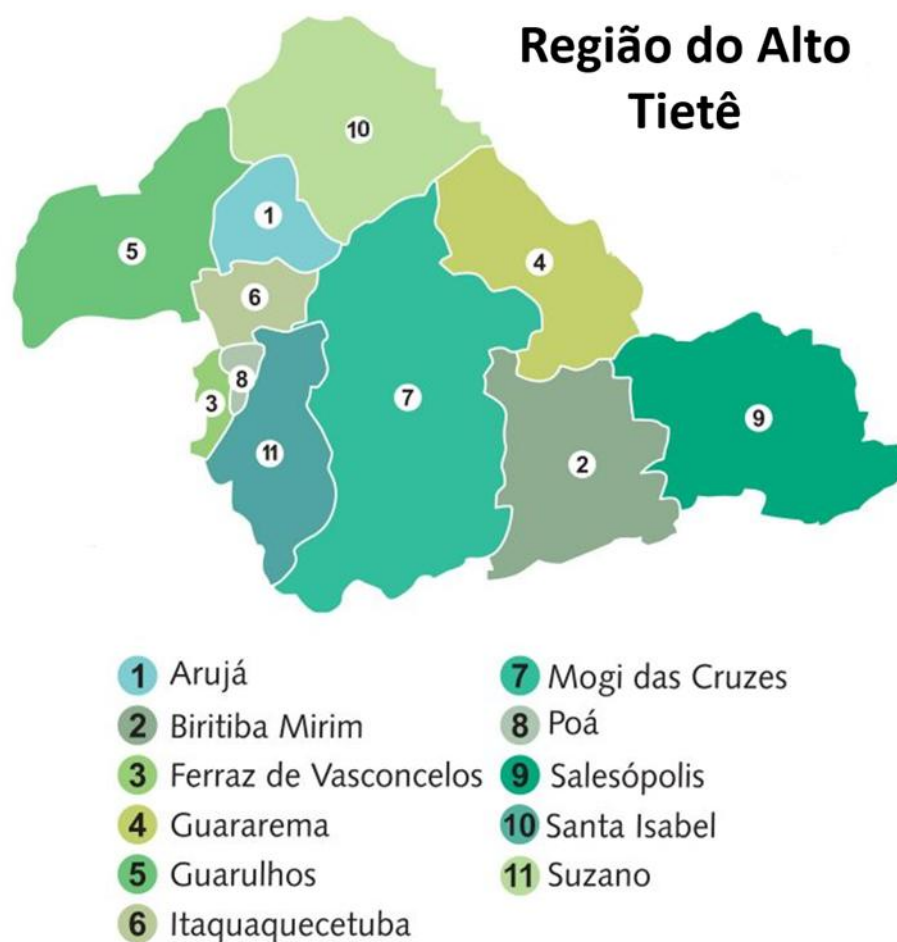 Região do Alto
Tietê
10
1
5
4
6
8
3
7
9
11
2
1 Arujá
2 Biritiba Mirim
3 Ferraz de Vasconcelos
4 Guararema
5 Guarulhos
6 Itaquaquecetuba
7 Mogi das Cruzes
8 Poá
9 Salesópolis
10 Santa Isabel
11 Suzano